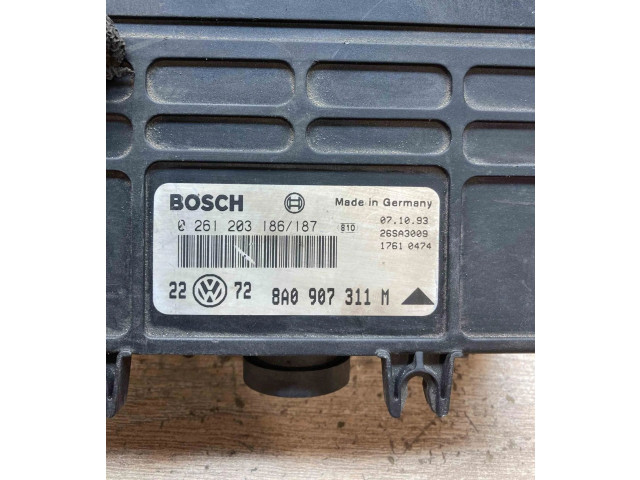 BOSCH Made in Germany
0 261 203 186/187 810 07.10.93
26SA3009
1761 0474
22 VW 72 8A0 907 311 M